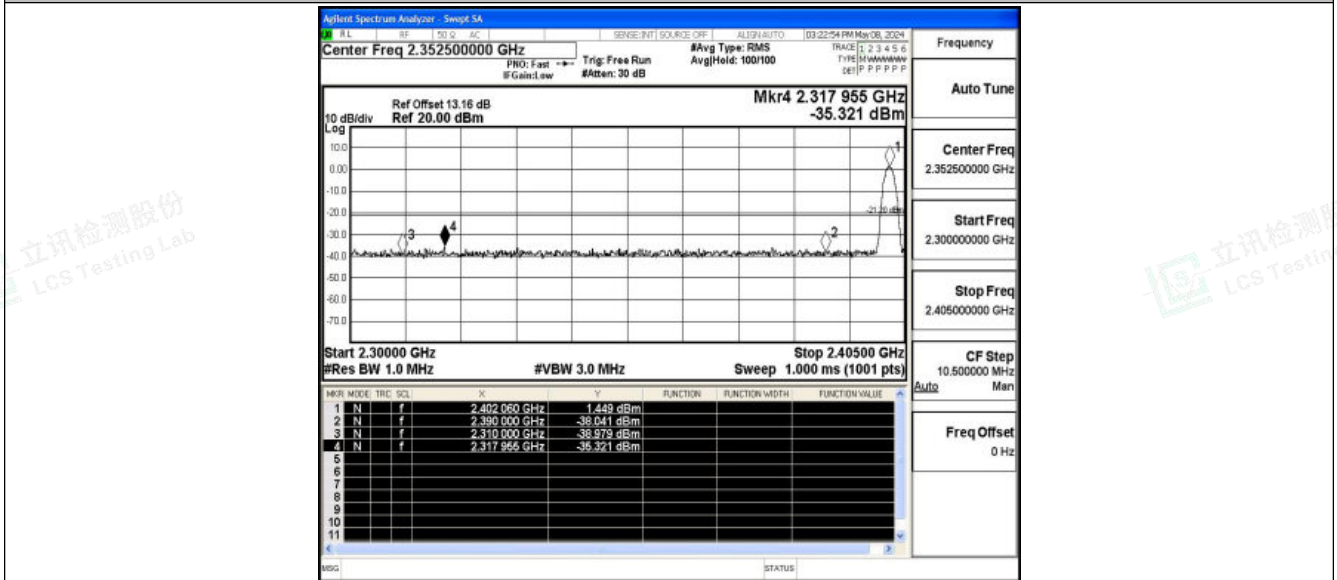 Agilent Spectrum Analyzer - Swept SA
RL RF 50 Ω AC SENSE:INT SOURCE OFF ALIGN AUTO 03:22:54 PM May 08, 2024
Center Freq 2.352500000 GHz
PNO: Fast
IFGain:Low
Trig: Free Run
#Atten: 30 dB
#Avg Type: RMS
Avg|Hold: 100/100
TRACE 1 2 3 4 5 6
TYPE M WWWWW
DET P P P P P P
Frequency
Auto Tune
Center Freq
2.352500000 GHz
Start Freq
2.300000000 GHz
Stop Freq
2.405000000 GHz
CF Step
10.500000 MHz
Auto Man
Freq Offset
0 Hz
Mkr4 2.317 955 GHz
-35.321 dBm
Ref Offset 13.16 dB
10 dB/div Ref 20.00 dBm
Log
10.0
0.00
-10.0
-20.0
-30.0
-40.0
-50.0
-60.0
-70.0
1
2
3
4
-21.20 dBm
Start 2.30000 GHz Stop 2.40500 GHz
#Res BW 1.0 MHz #VBW 3.0 MHz Sweep 1.000 ms (1001 pts)
MKR MODE TRC SCL X Y FUNCTION FUNCTION WIDTH FUNCTION VALUE
1 N f 2.402 060 GHz 1.449 dBm
2 N f 2.390 000 GHz -38.041 dBm
3 N f 2.310 000 GHz -38.979 dBm
4 N f 2.317 955 GHz -35.321 dBm
5
6
7
8
9
10
11
MSG STATUS
立讯检测股份
LCS Testing Lab
立讯检测
LCS Testin